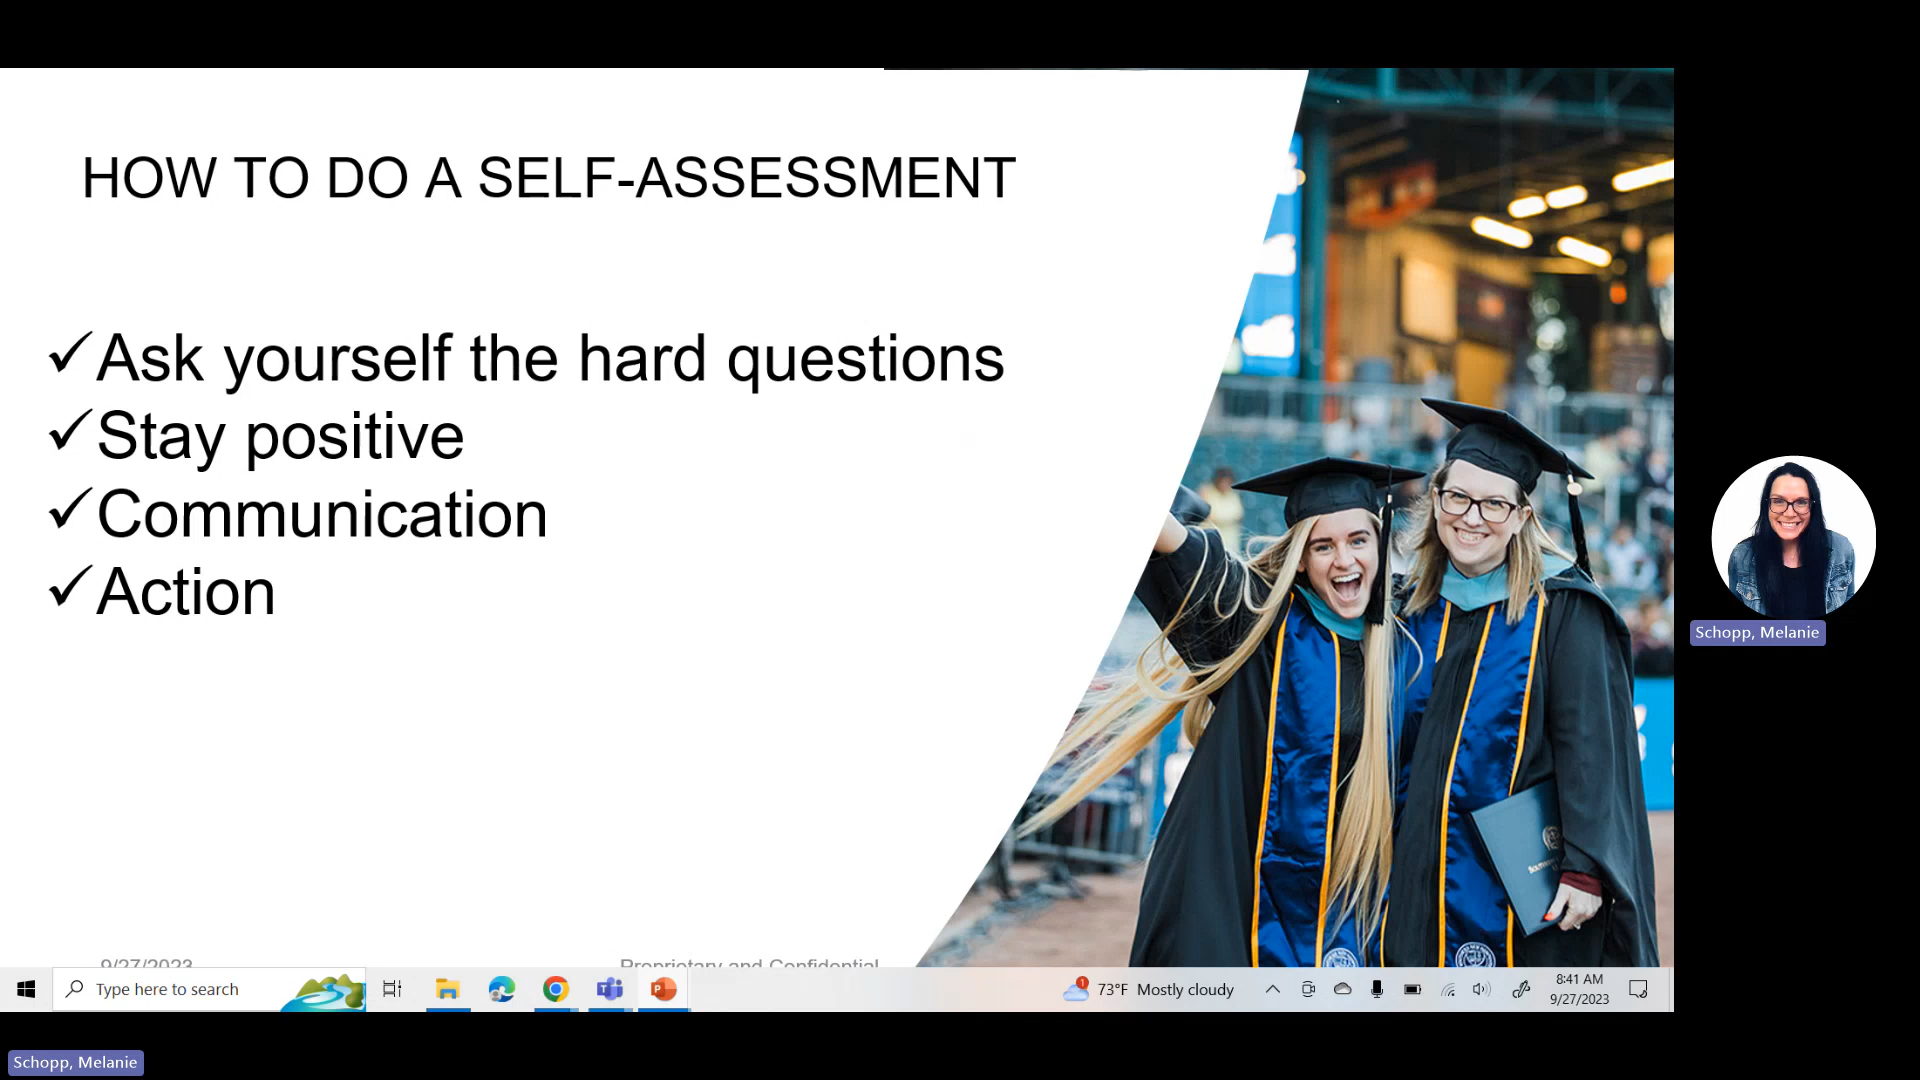 HOW TO DO A SELF-ASSESSMENT
✓Ask yourself the hard questions
✓Stay positive
✓Communication
✓Action
9/27/2023
Proprietary and Confidential
Schopp, Melanie
Type here to search
1
73°F Mostly cloudy
8:41 AM
9/27/2023
Schopp, Melanie